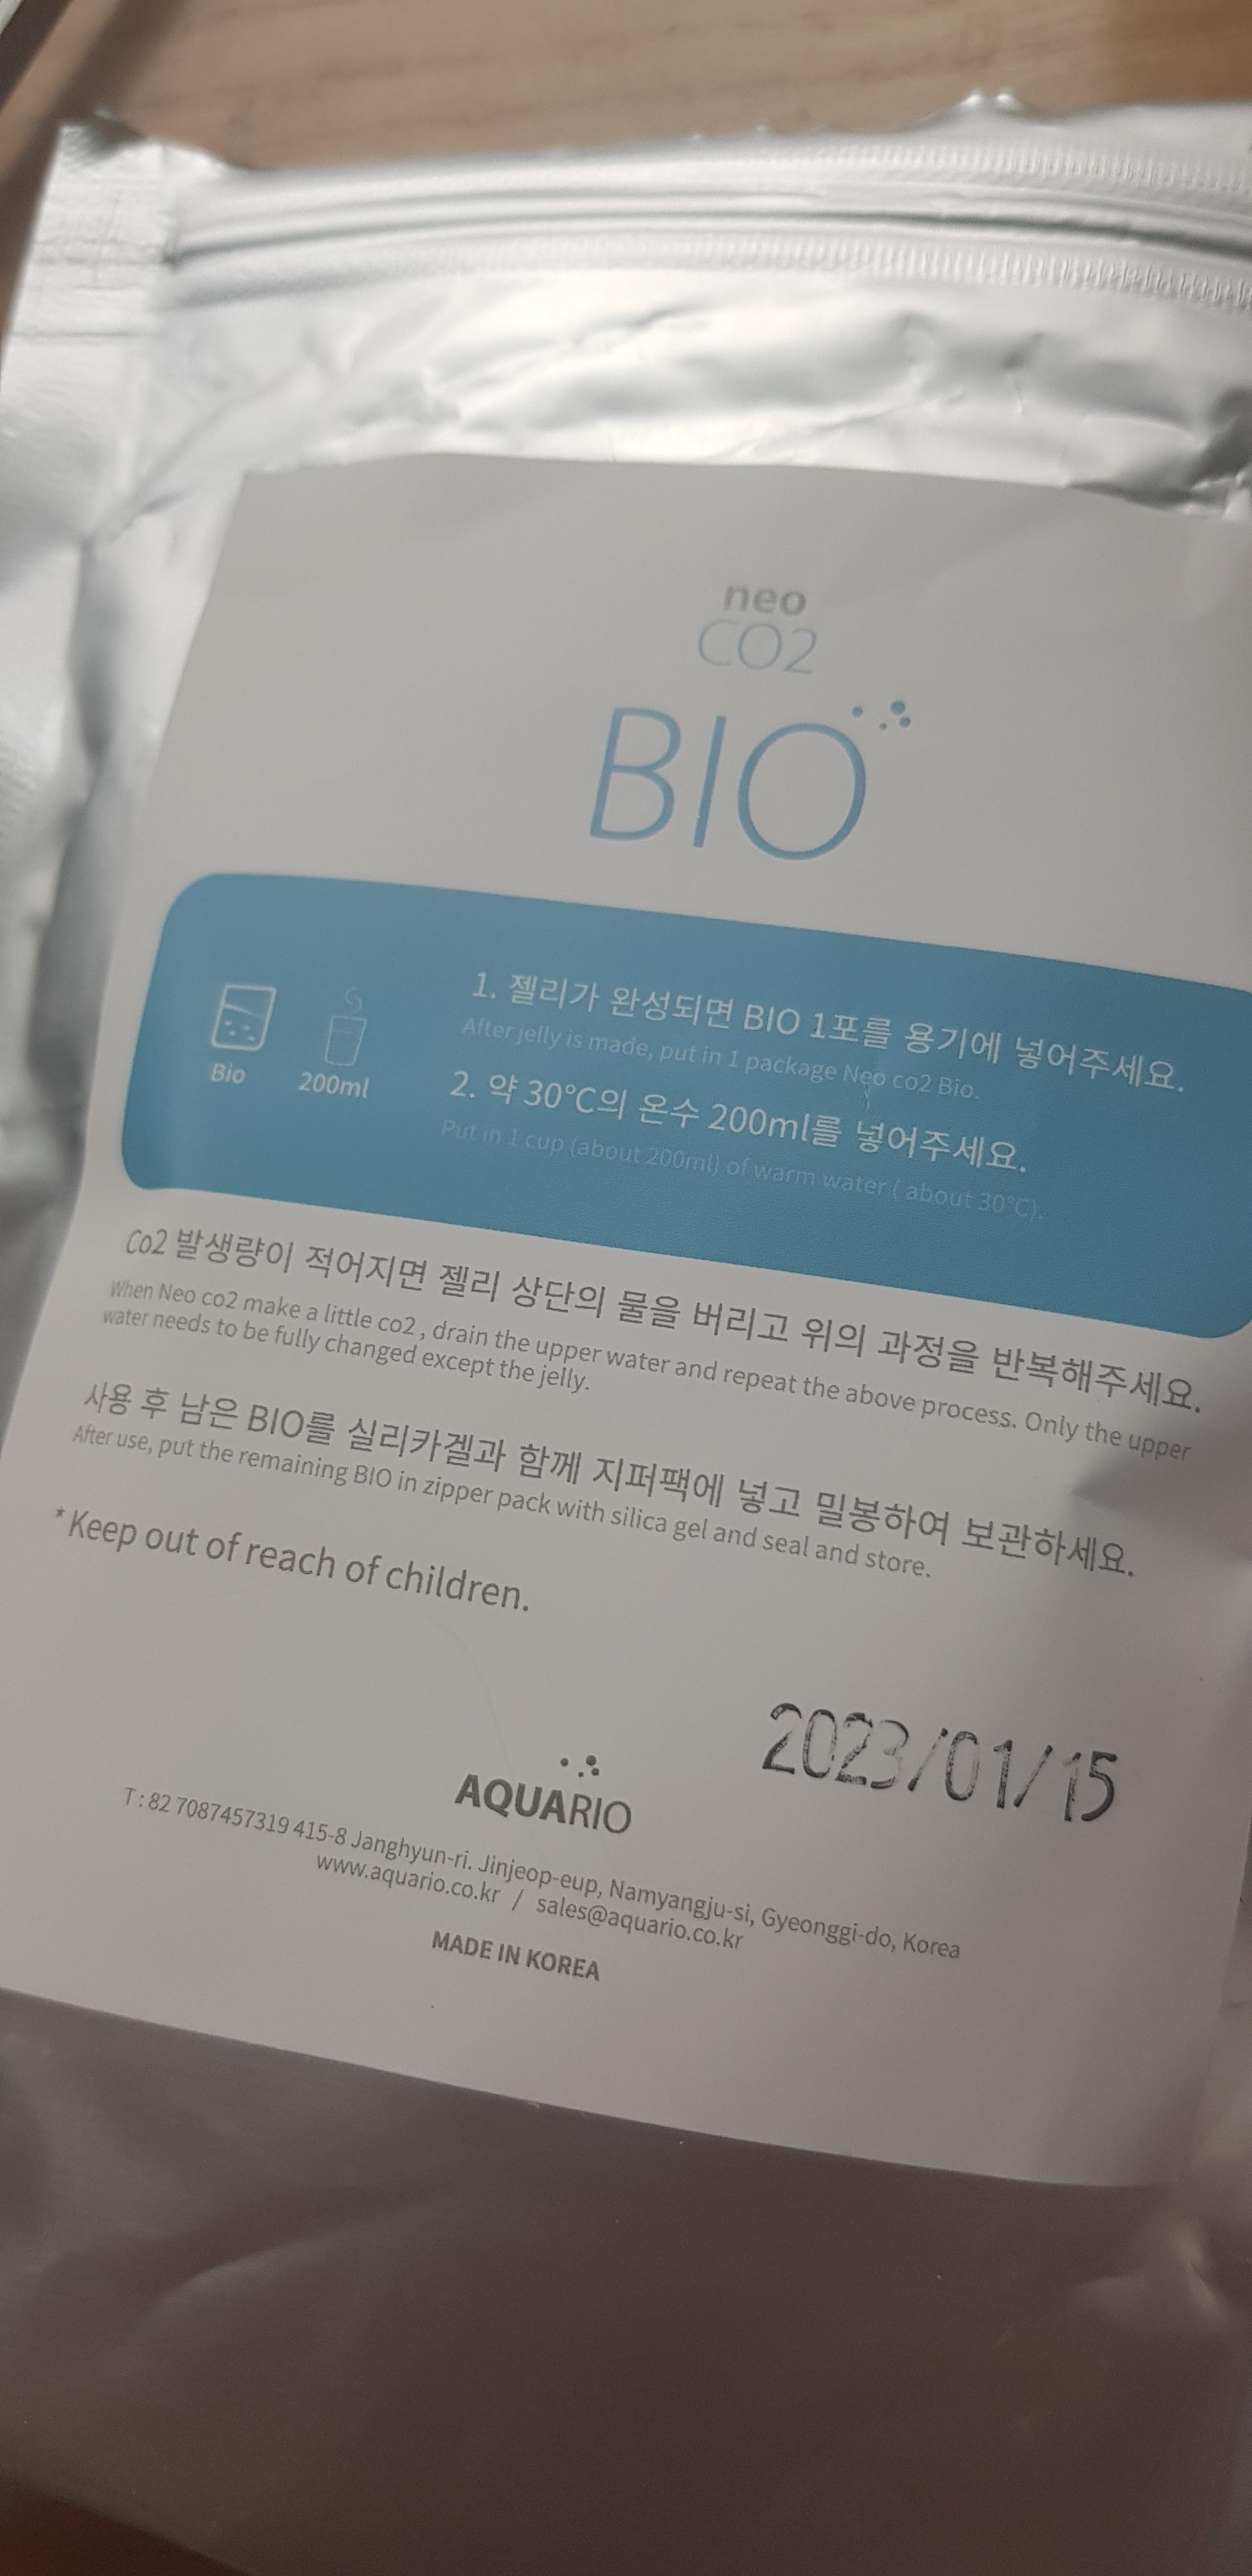 neo
CO2
BIO
1. 젤리가 완성되면 BIO 1포를 용기에 넣어주세요.
After jelly is made, put in 1 package Neo co2 Bio.
2. 약 30℃의 온수 200ml를 넣어주세요.
Put in 1 cup (about 200ml) of warm water ( about 30℃).
Bio
200ml
Co2 발생량이 적어지면 젤리 상단의 물을 버리고 위의 과정을 반복해주세요.
When Neo co2 make a little co2 , drain the upper water and repeat the above process. Only the upper
water needs to be fully changed except the jelly.
사용 후 남은 BIO를 실리카겔과 함께 지퍼팩에 넣고 밀봉하여 보관하세요.
After use, put the remaining BIO in zipper pack with silica gel and seal and store.
* Keep out of reach of children.
2023/01/15
AQUARIO
T : 82 7087457319 415-8 Janghyun-ri. Jinjeop-eup, Namyangju-si, Gyeonggi-do, Korea
www.aquario.co.kr / sales@aquario.co.kr
MADE IN KOREA